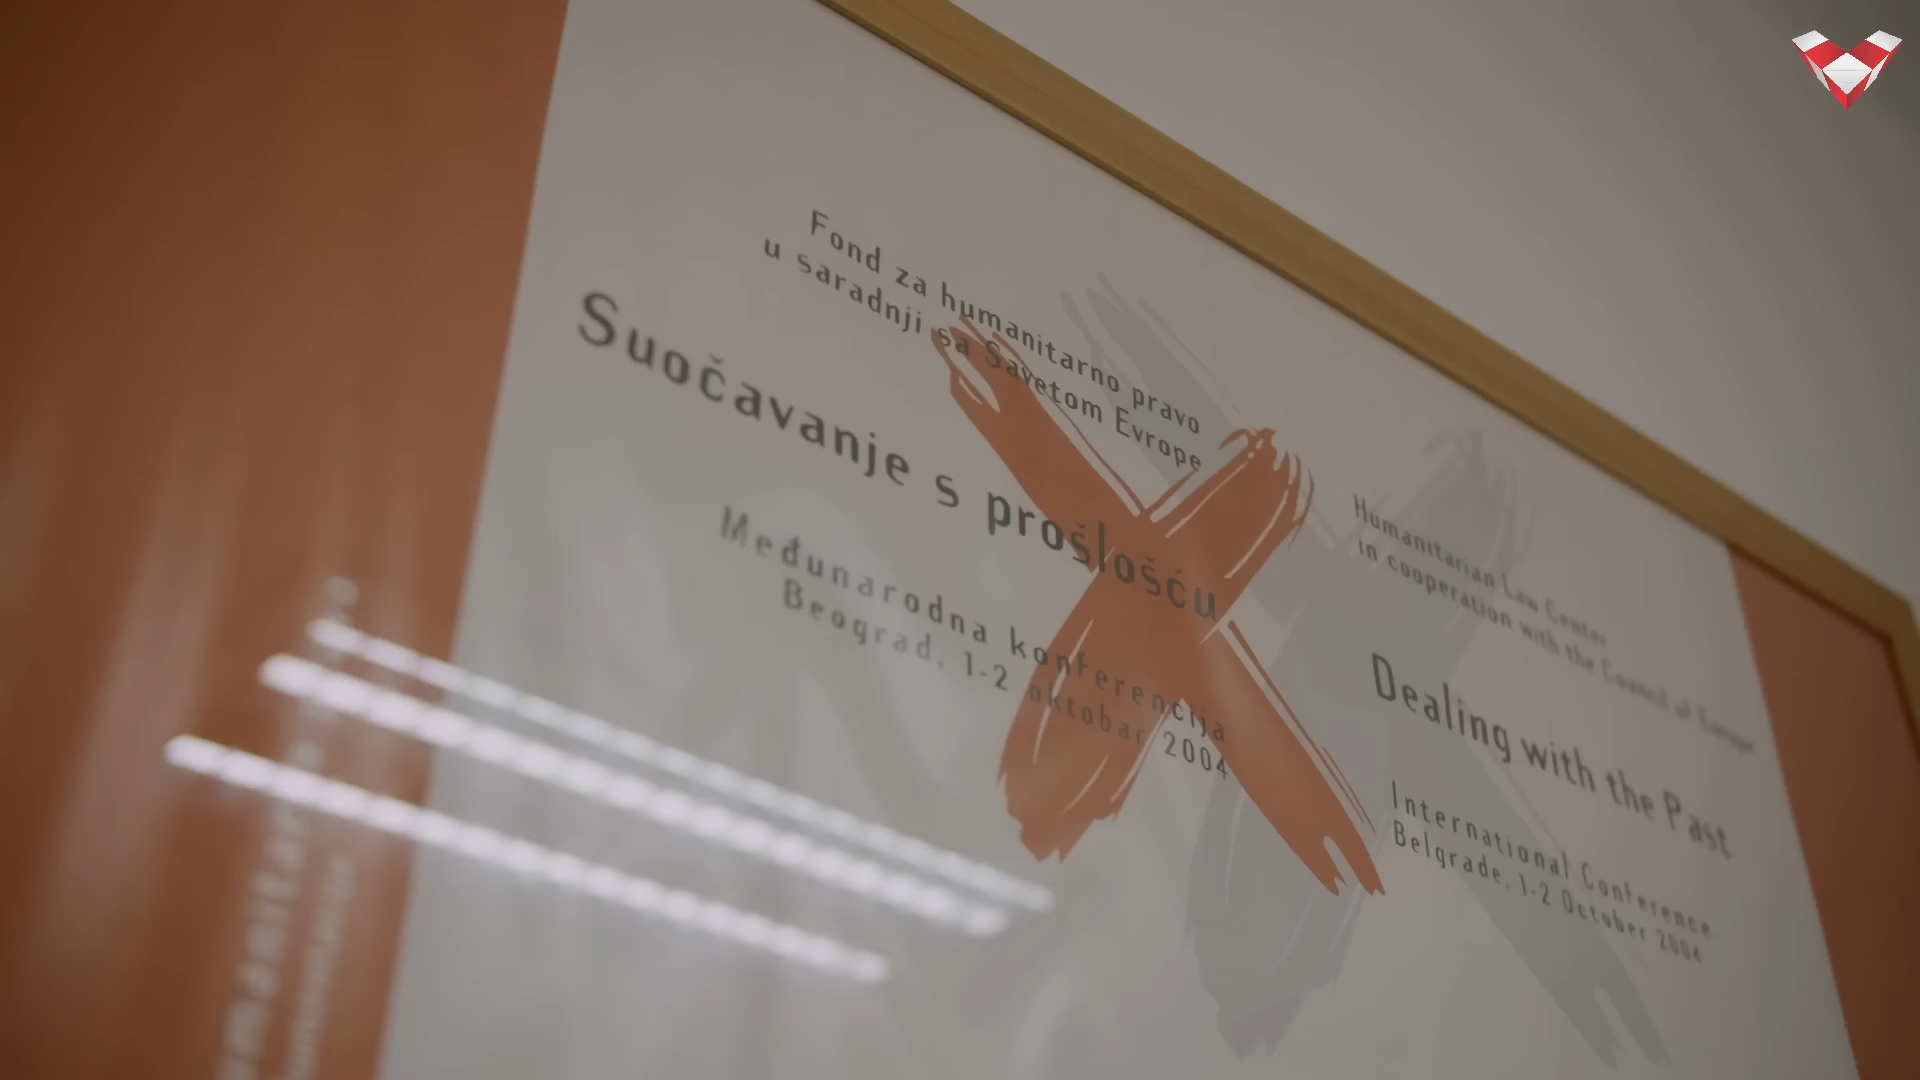 Fond za humanitarno pravo
u saradnji sa Savetom Evrope
Suočavanje s prošlošću
Međunarodna konferencija
Beograd, 1-2 oktobar 2004
Humanitarian Law Center
in cooperation with the Council of Europe
Dealing with the Past
International Conference
Belgrade, 1-2 October 2004